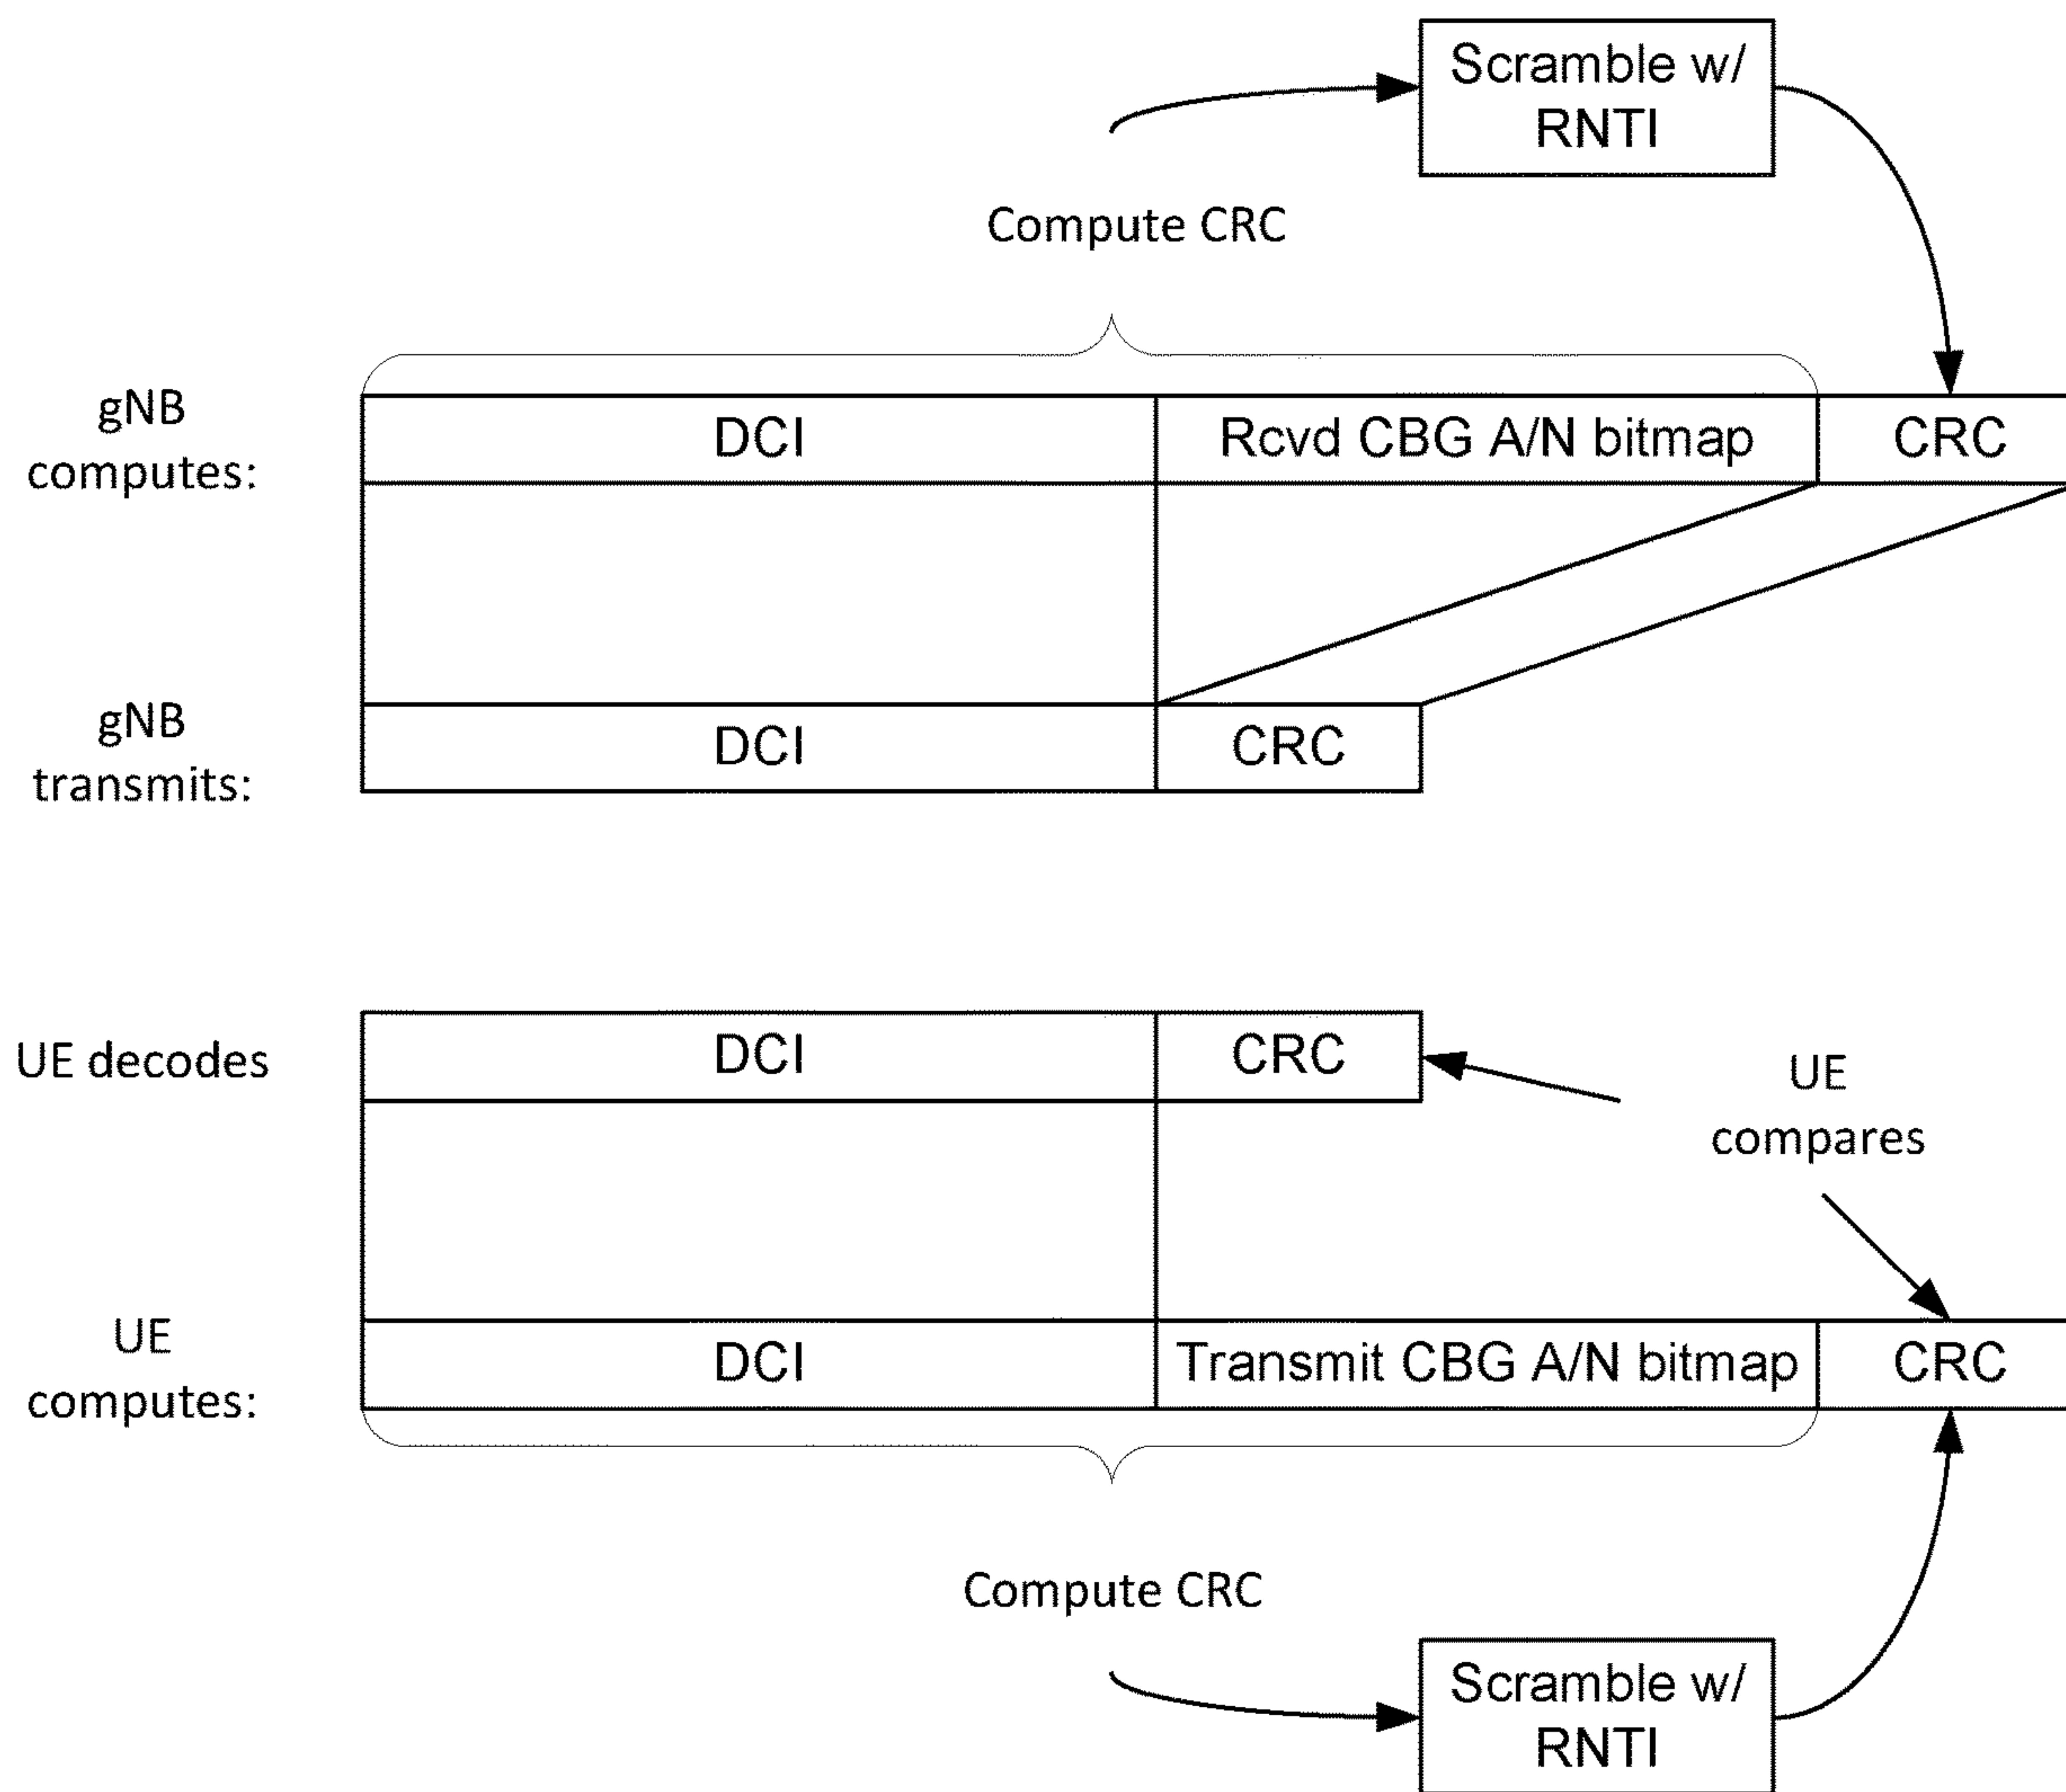 Scramble w/
RNTI
Compute CRC
gNB
computes:
DCI
Rcvd CBG A/N bitmap
CRC
gNB
transmits:
DCI
CRC
UE decodes
DCI
CRC
UE
compares
UE
computes:
DCI
Transmit CBG A/N bitmap
CRC
Compute CRC
Scramble w/
RNTI